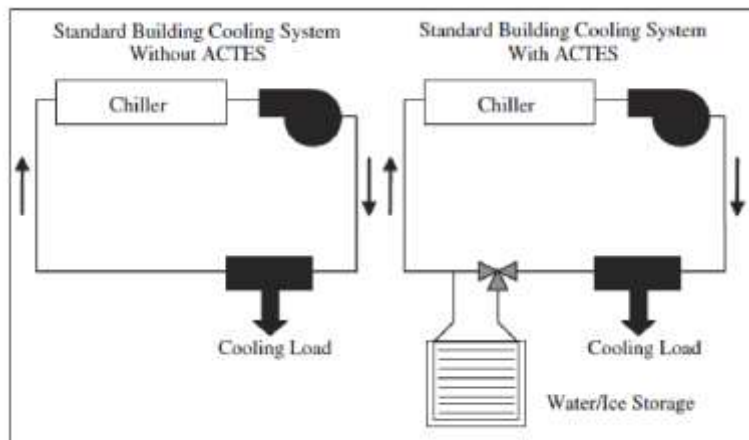 Standard Building Cooling System
Without ACTES
Chiller
Cooling Load
Standard Building Cooling System
With ACTES
Chiller
Cooling Load
Water/Ice Storage